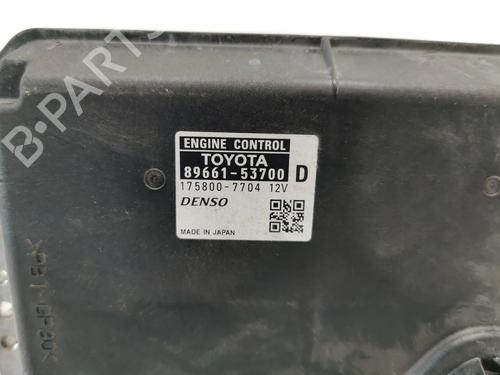 ENGINE CONTROL
TOYOTA
89661-53700 D
175800-7704 12V
DENSO
MADE IN JAPAN
B-PARTS